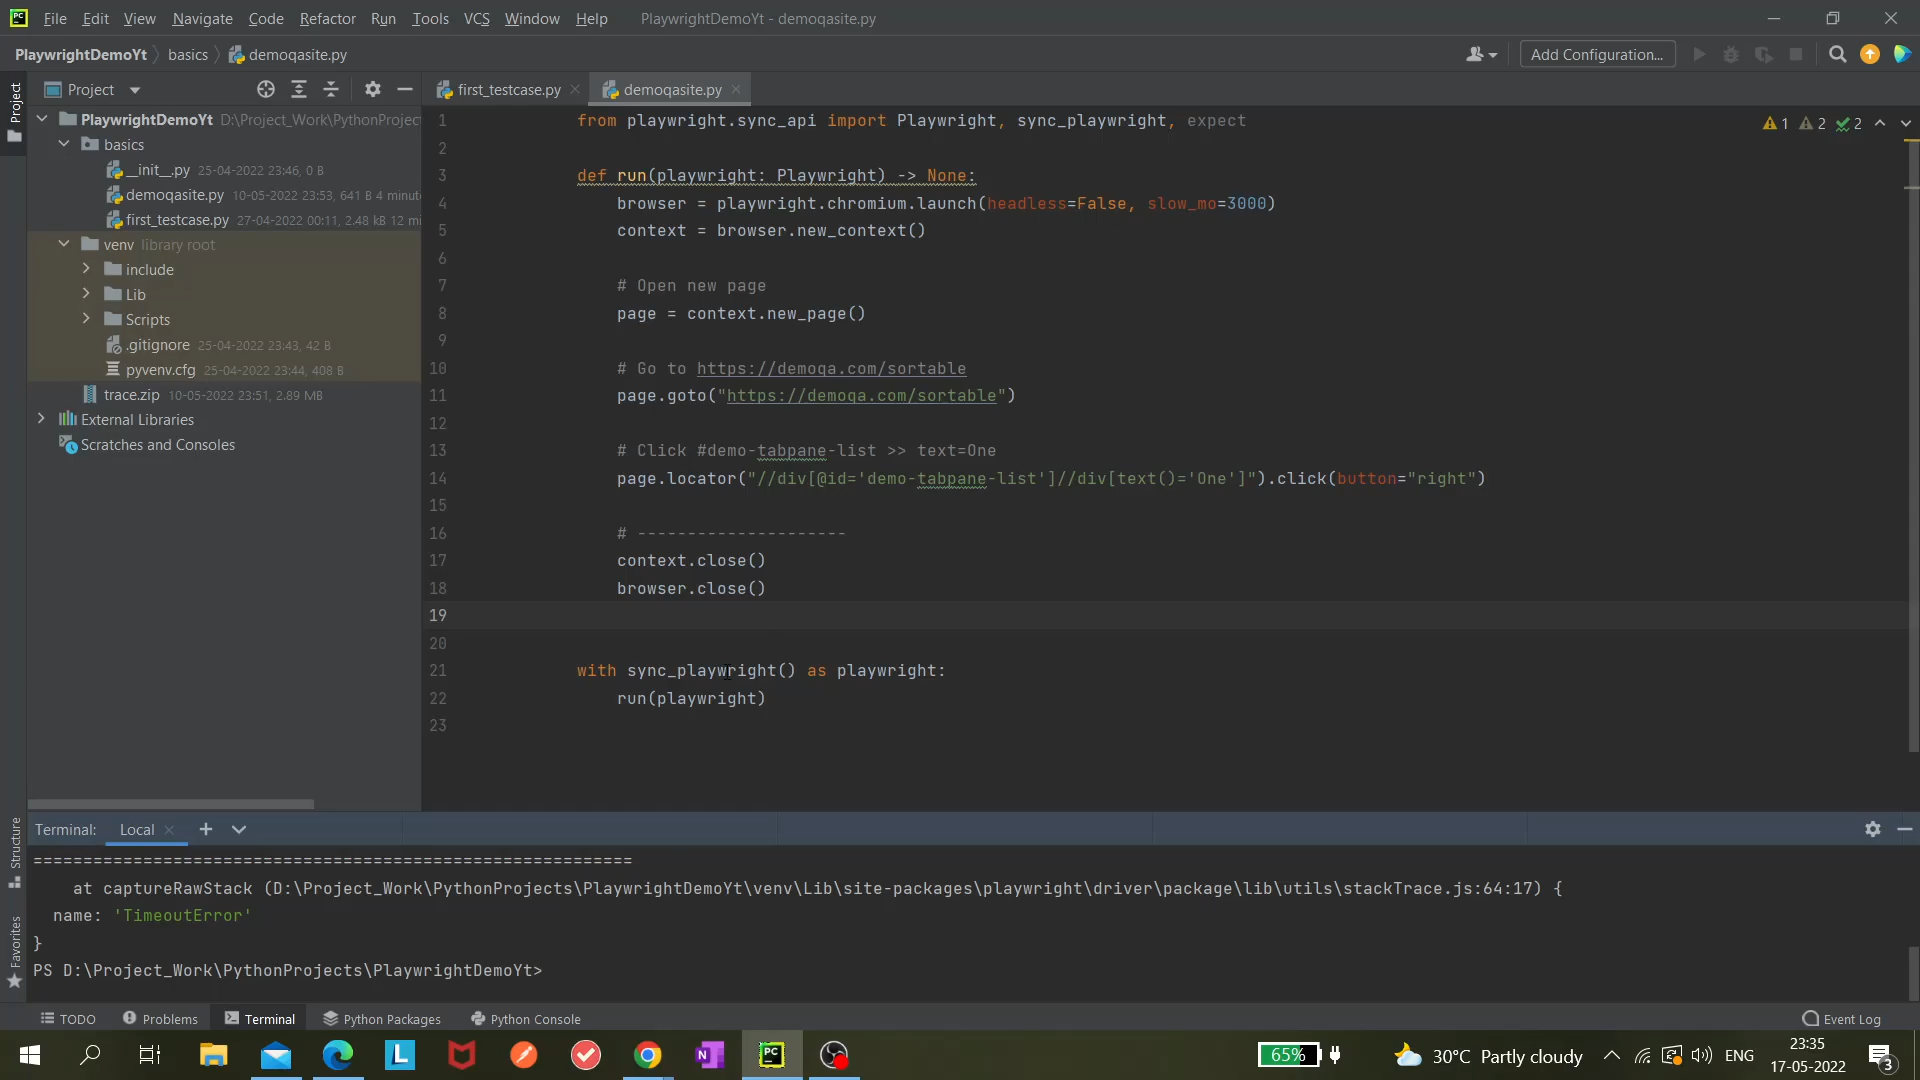 PC File Edit View Navigate Code Refactor Run Tools VCS Window Help PlaywrightDemoYt - demoqasite.py
PlaywrightDemoYt basics demoqasite.py Add Configuration...
Project
Project first_testcase.py demoqasite.py
PlaywrightDemoYt D:\Project_Work\PythonProjec
basics
__init__.py 25-04-2022 23:46, 0 B
demoqasite.py 10-05-2022 23:53, 641 B 4 minut
first_testcase.py 27-04-2022 00:11, 2.48 kB 12 mi
venv library root
include
Lib
Scripts
.gitignore 25-04-2022 23:43, 42 B
pyvenv.cfg 25-04-2022 23:44, 408 B
trace.zip 10-05-2022 23:51, 2.89 MB
External Libraries
Scratches and Consoles
1 2 2
1 from playwright.sync_api import Playwright, sync_playwright, expect
2
3 def run(playwright: Playwright) -> None:
4 browser = playwright.chromium.launch(headless=False, slow_mo=3000)
5 context = browser.new_context()
6
7 # Open new page
8 page = context.new_page()
9
10 # Go to https://demoqa.com/sortable
11 page.goto("https://demoqa.com/sortable")
12
13 # Click #demo-tabpane-list >> text=One
14 page.locator("//div[@id='demo-tabpane-list']//div[text()='One']").click(button="right")
15
16 # ---------------------
17 context.close()
18 browser.close()
19
20
21 with sync_playwright() as playwright:
22 run(playwright)
23
Structure
Favorites
Terminal: Local
============================================================
at captureRawStack (D:\Project_Work\PythonProjects\PlaywrightDemoYt\venv\Lib\site-packages\playwright\driver\package\lib\utils\stackTrace.js:64:17) {
name: 'TimeoutError'
}
PS D:\Project_Work\PythonProjects\PlaywrightDemoYt>
TODO Problems Terminal Python Packages Python Console Event Log
L N PC 65% 30°C Partly cloudy ENG
23:35
17-05-2022
3